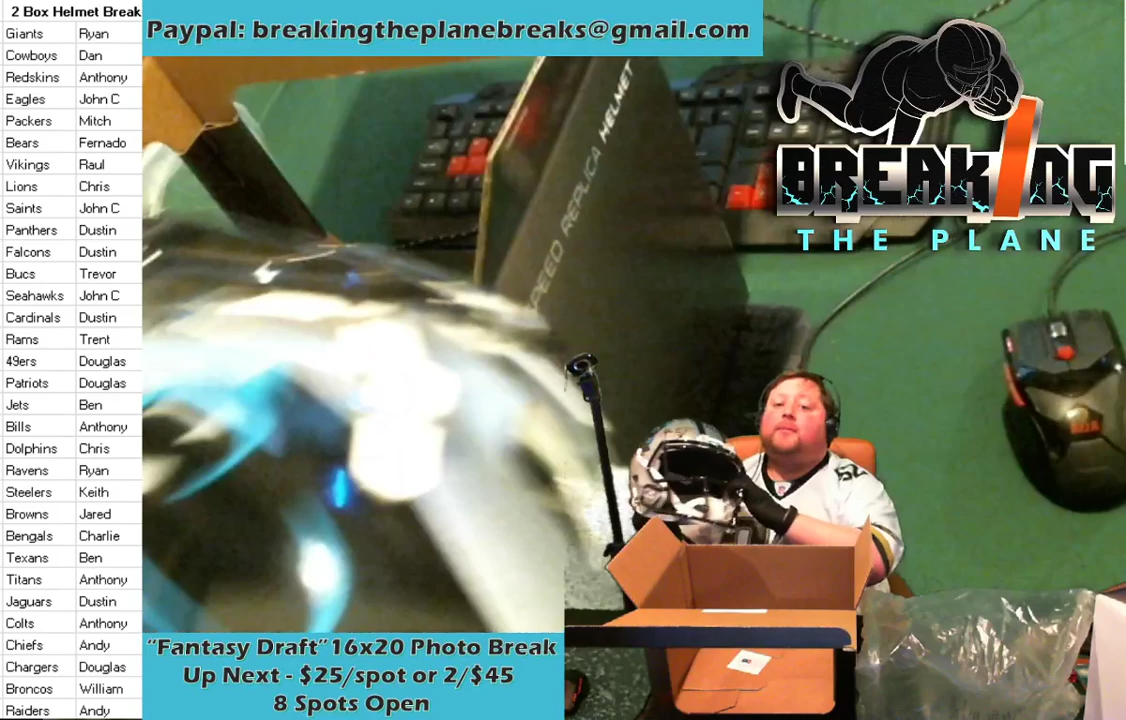 2 Box Helmet Break
Giants Ryan
Cowboys Dan
Redskins Anthony
Eagles John C
Packers Mitch
Bears Fernado
Vikings Raul
Lions Chris
Saints John C
Panthers Dustin
Falcons Dustin
Bucs Trevor
Seahawks John C
Cardinals Dustin
Rams Trent
49ers Douglas
Patriots Douglas
Jets Ben
Bills Anthony
Dolphins Chris
Ravens Ryan
Steelers Keith
Browns Jared
Bengals Charlie
Texans Ben
Titans Anthony
Jaguars Dustin
Colts Anthony
Chiefs Andy
Chargers Douglas
Broncos William
Raiders Andy
Paypal: breakingtheplanebreaks@gmail.com
SPEED REPLICA HELMET
BREAKING
THE PLANE
"Fantasy Draft"16x20 Photo Break
Up Next - $25/spot or 2/$45
8 Spots Open